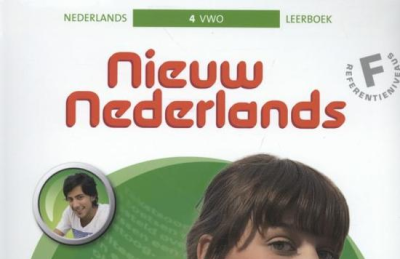 NEDERLANDS 4 VWO LEERBOEK
Nieuw
Nederlands
F
REFERENTIENIVEAUS